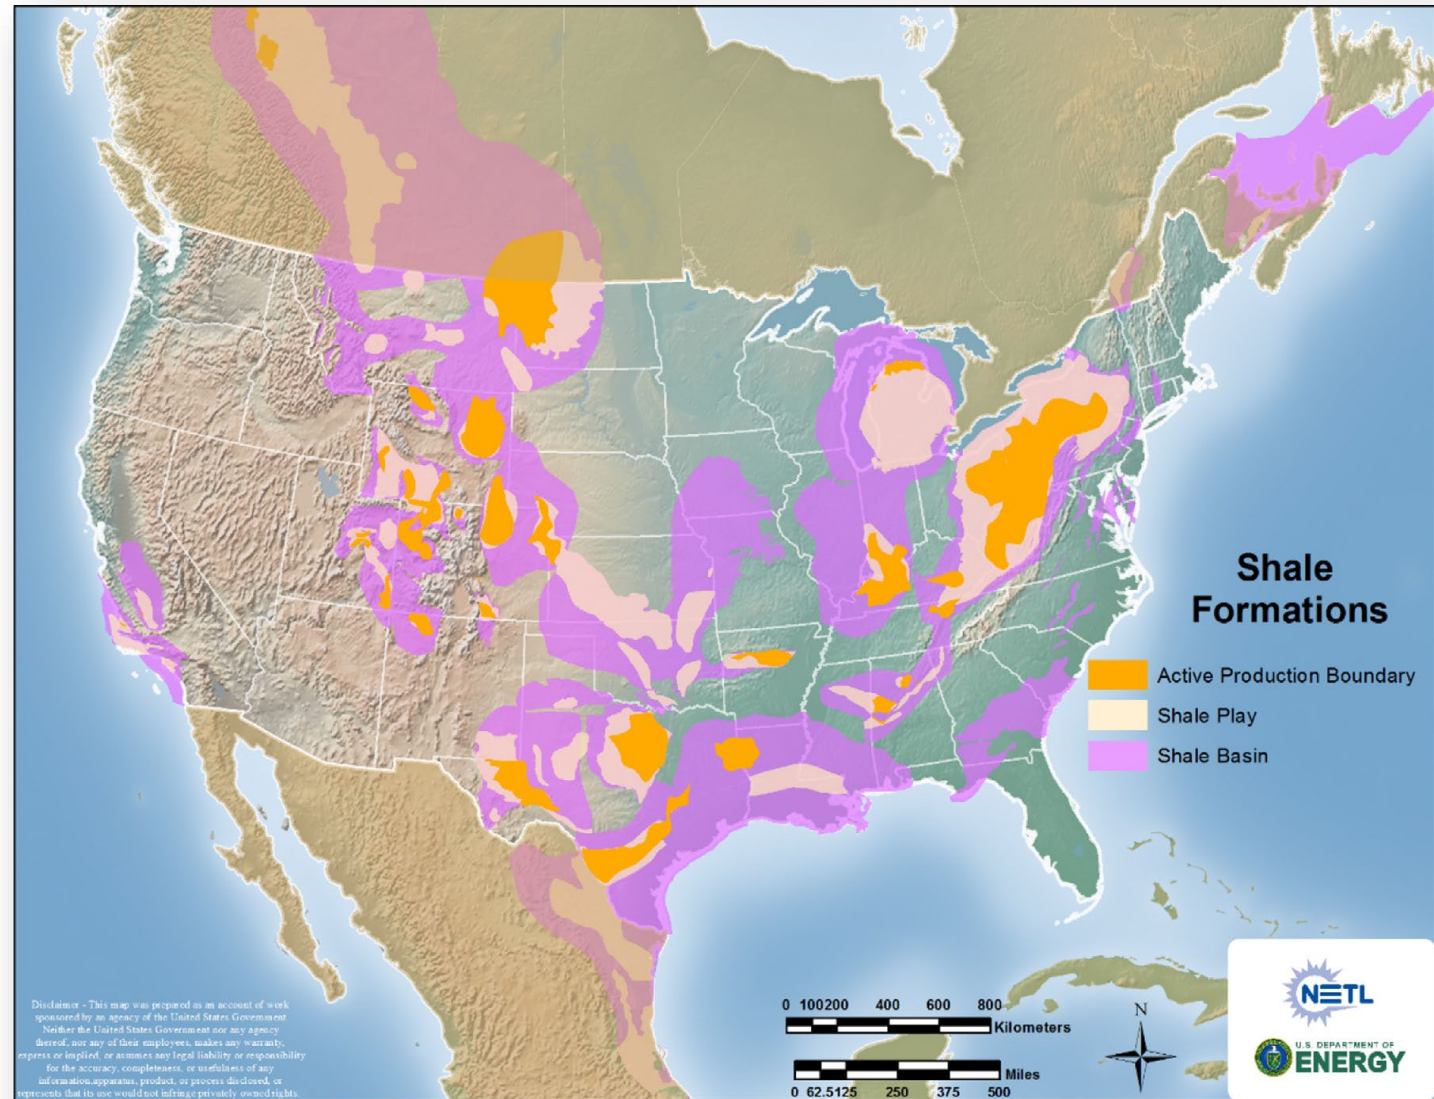 Shale
Formations
Active Production Boundary
Shale Play
Shale Basin
Disclaimer - This map was prepared as an account of work
sponsored by an agency of the United States Government.
Neither the United States Government nor any agency
thereof, nor any of their employees, makes any warranty,
express or implied, or assumes any legal liability or responsibility
for the accuracy, completeness, or usefulness of any
information,apparatus, product, or process disclosed, or
represents that its use would not infringe privately owned rights.
0 100 200 400 600 800
Kilometers
Miles
0 62.5 125 250 375 500
N
NETL
U.S. DEPARTMENT OF
ENERGY